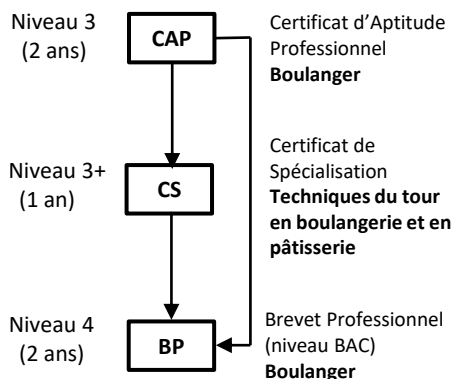 Niveau 3
(2 ans)
CAP
Certificat d’Aptitude
Professionnel
Boulanger
Niveau 3+
(1 an)
CS
Certificat de
Spécialisation
Techniques du tour
en boulangerie et en
pâtisserie
Niveau 4
(2 ans)
BP
Brevet Professionnel
(niveau BAC)
Boulanger